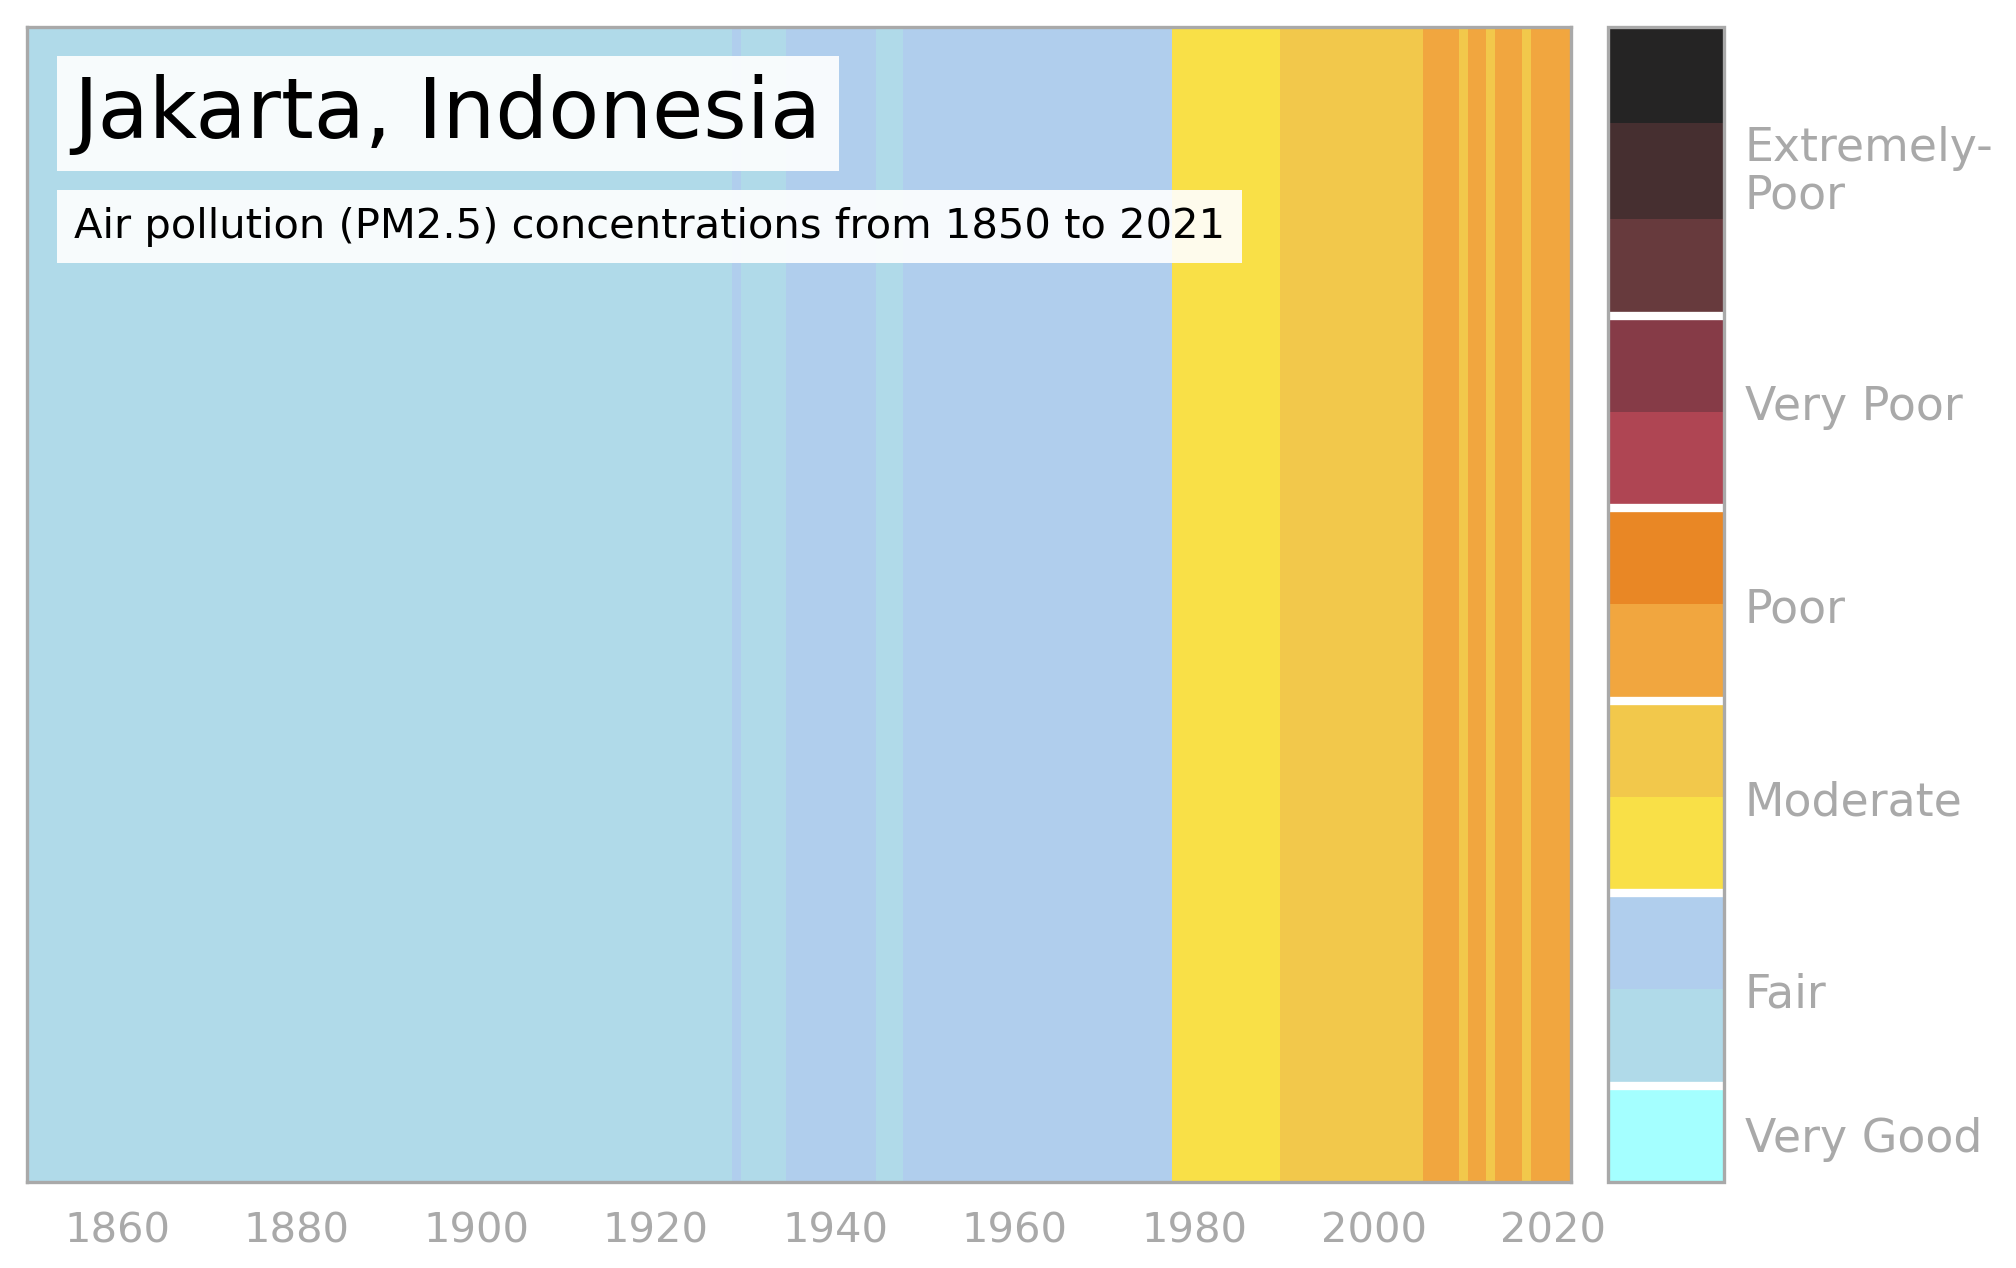 Jakarta, Indonesia
Air pollution (PM2.5) concentrations from 1850 to 2021
Extremely-
Poor
Very Poor
Poor
Moderate
Fair
Very Good
1860 1880 1900 1920 1940 1960 1980 2000 2020